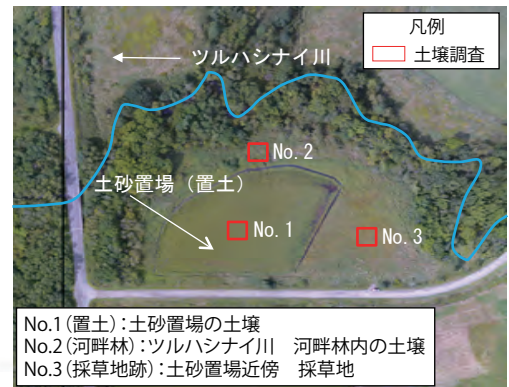 凡例
土壌調査
ツルハシナイ川
No. 2
土砂置場（置土）
No. 1
No. 3
No.1（置土）：土砂置場の土壌
No.2（河畔林）：ツルハシナイ川　河畔林内の土壌
No.3（採草地跡）：土砂置場近傍　採草地